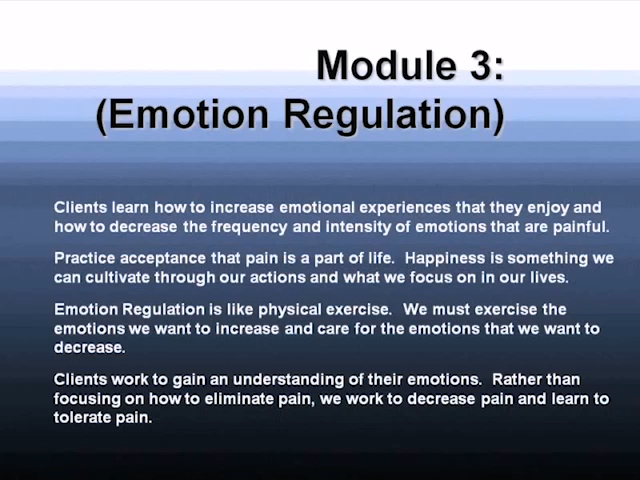 Module 3:
(Emotion Regulation)
Clients learn how to increase emotional experiences that they enjoy and
how to decrease the frequency and intensity of emotions that are painful.
Practice acceptance that pain is a part of life.  Happiness is something we
can cultivate through our actions and what we focus on in our lives.
Emotion Regulation is like physical exercise.  We must exercise the
emotions we want to increase and care for the emotions that we want to
decrease.
Clients work to gain an understanding of their emotions.  Rather than
focusing on how to eliminate pain, we work to decrease pain and learn to
tolerate pain.